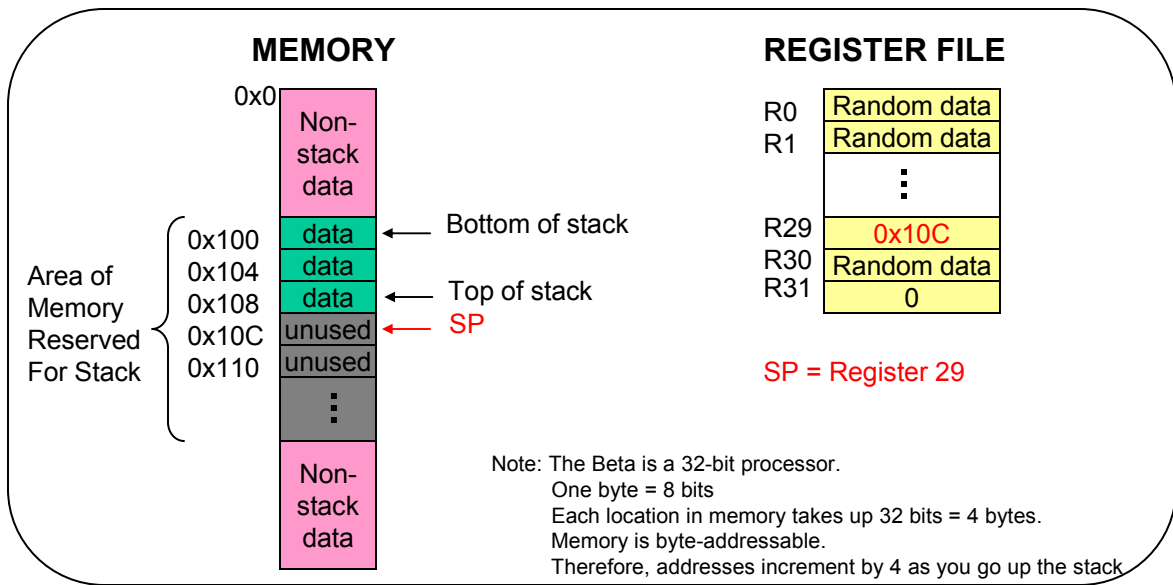 MEMORY
0x0
Non-
stack
data
Area of
Memory
Reserved
For Stack
0x100
data
Bottom of stack
0x104
data
0x108
data
Top of stack
0x10C
unused
SP
0x110
unused
Non-
stack
data
REGISTER FILE
R0
Random data
R1
Random data
R29
0x10C
R30
Random data
R31
0
SP = Register 29
Note: The Beta is a 32-bit processor.
One byte = 8 bits
Each location in memory takes up 32 bits = 4 bytes.
Memory is byte-addressable.
Therefore, addresses increment by 4 as you go up the stack